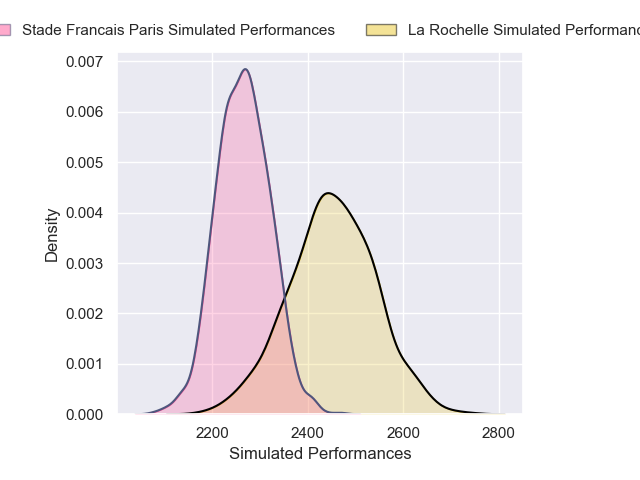 Stade Francais Paris Simulated Performances
La Rochelle Simulated
0.007
0.006
0.005
0.004
0.003
0.002
0.001
0.000
Density
2200 2400 2600 2800
Simulated Performances